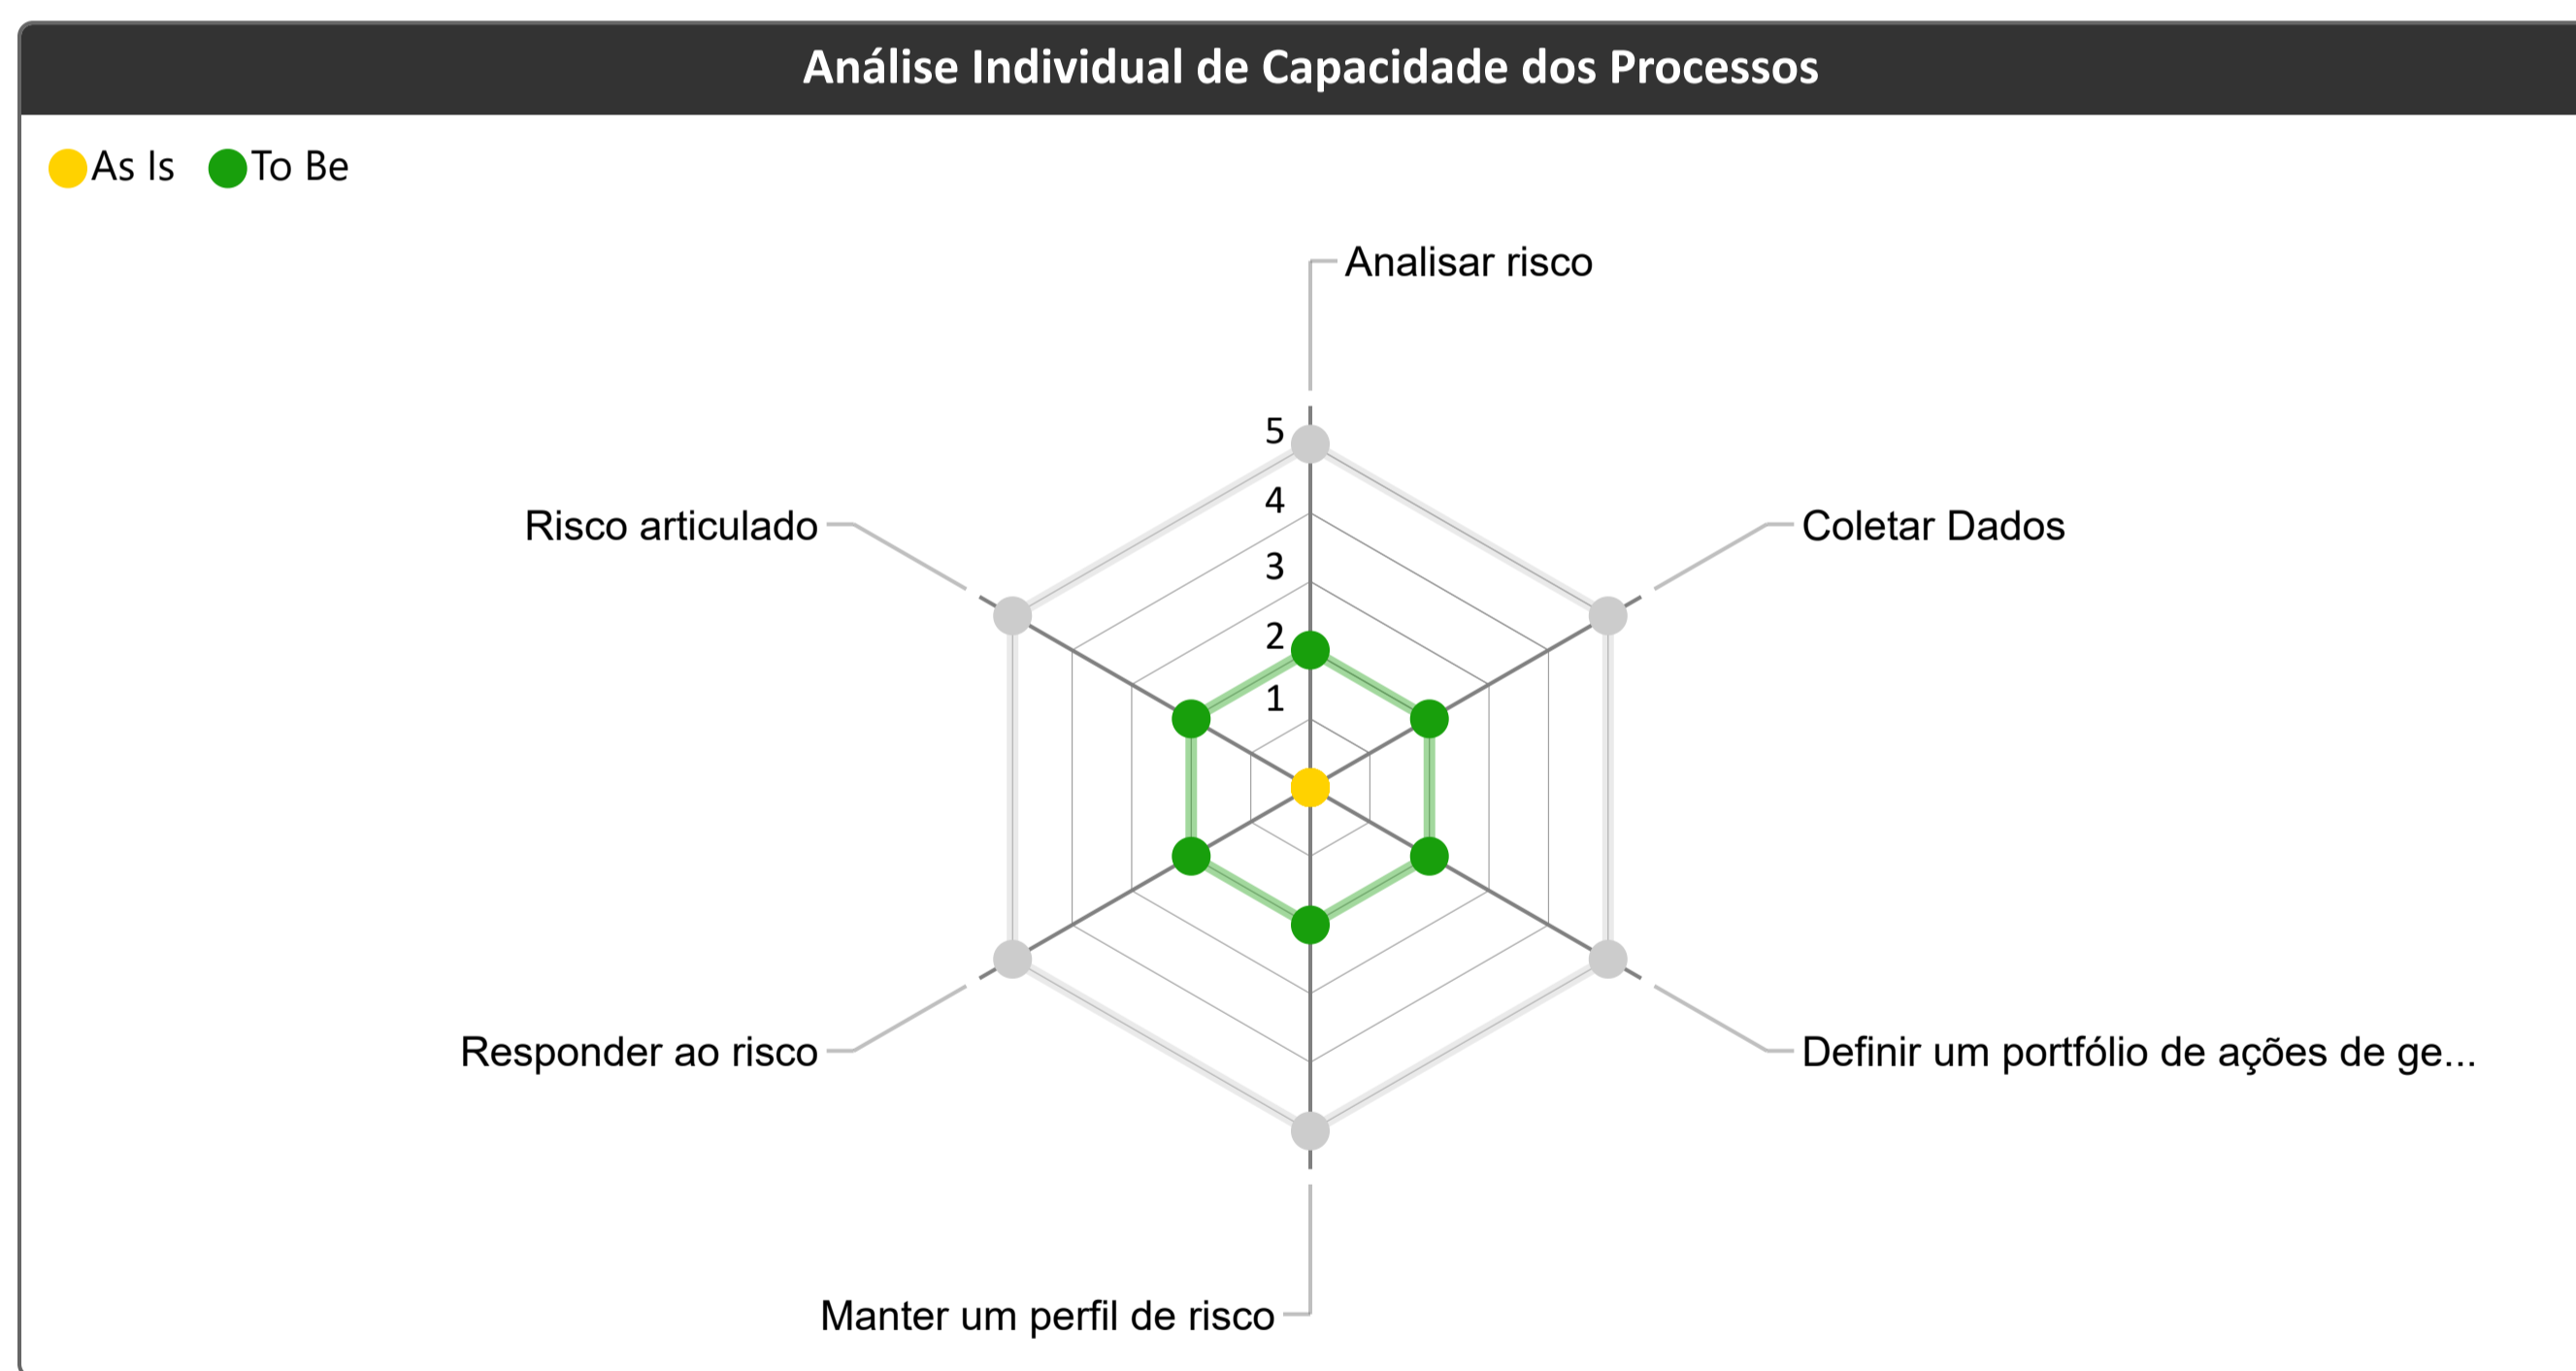 Análise Individual de Capacidade dos Processos
As Is To Be
Analisar risco
5
4
3
2
1
Risco articulado
Coletar Dados
Responder ao risco
Definir um portfólio de ações de ge...
Manter um perfil de risco